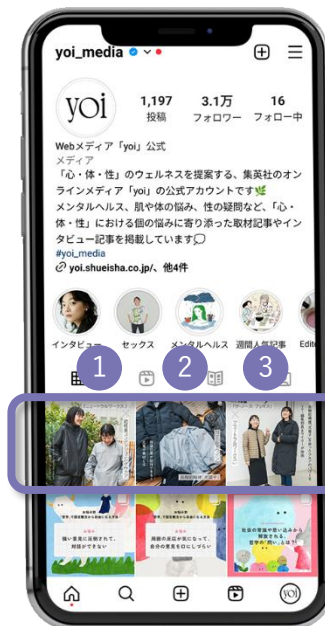 yoi_media
yoi
1,197
投稿
3.1万
フォロワー
16
フォロー中
Webメディア「yoi」公式
メディア
「心・体・性」のウェルネスを提案する、集英社のオン
ラインメディア「yoi」の公式アカウントです
メンタルヘルス、肌や体の悩み、性の疑問など、「心・
体・性」における個の悩みに寄り添った取材記事やイン
タビュー記事を掲載しています
#yoi_media
yoi.shueisha.co.jp/、他4件
インタビュー
セックス
メンタルヘルス
週間人気記事
1
2
3
強い意見に圧倒されて、
対話ができない
周囲の反応が気になって、
自分の意見を口にしづらい
社会の常識や思い込みから
解放される、
哲学の「問い」とは?
yoi